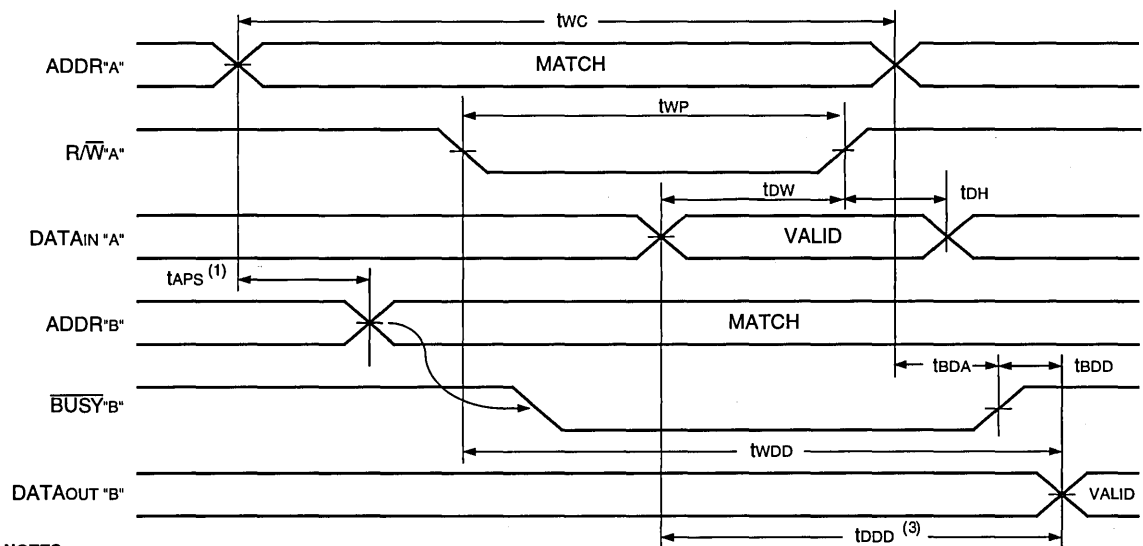 tWC
ADDR"A"
MATCH
tWP
R/W̅"A"
tDW
tDH
DATAIN "A"
VALID
tAPS (1)
ADDR"B"
MATCH
tBDA
tBDD
B̅U̅S̅Y̅"B"
tWDD
DATAOUT "B"
VALID
tDDD (3)